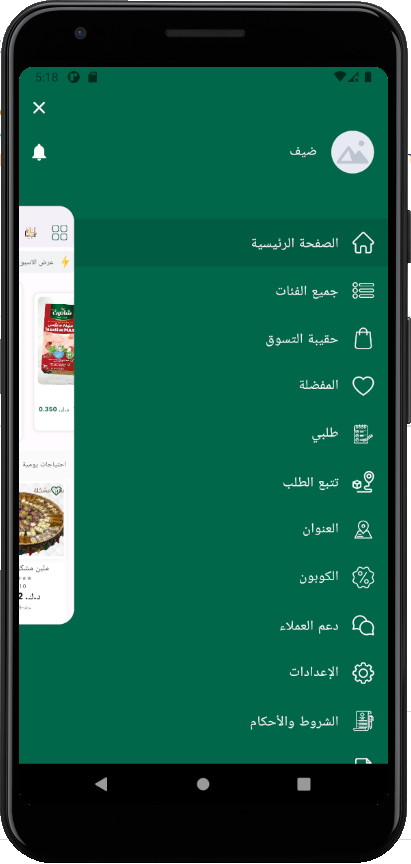 5:18
ضيف
الصفحة الرئيسية
جميع الفئات
حقيبة التسوق
المفضلة
طلبي
تتبع الطلب
العنوان
الكوبون
دعم العملاء
الإعدادات
الشروط والأحكام
عرض الاسبو
شاتوت
د.ك. 0.350
احتياجات يومية
ملبن مشك
د.ك. 2